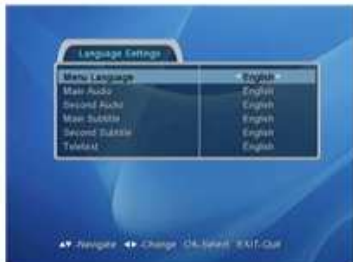 Language Settings
Menu Language English
Main Audio English
Second Audio English
Main Subtitle English
Second Subtitle English
Teletext English
▲▼-Navigate ◀▶-Change OK-Select EXIT-Quit